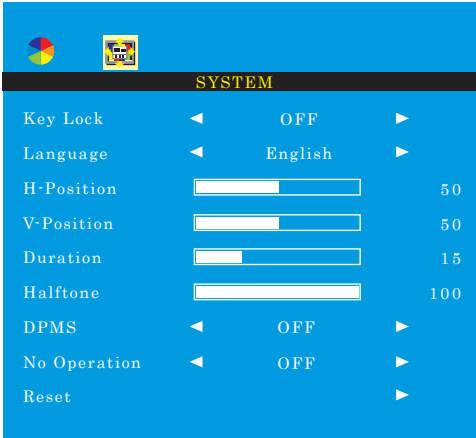 SYSTEM
Key Lock OFF
Language English
H-Position 50
V-Position 50
Duration 15
Halftone 100
DPMS OFF
No Operation OFF
Reset